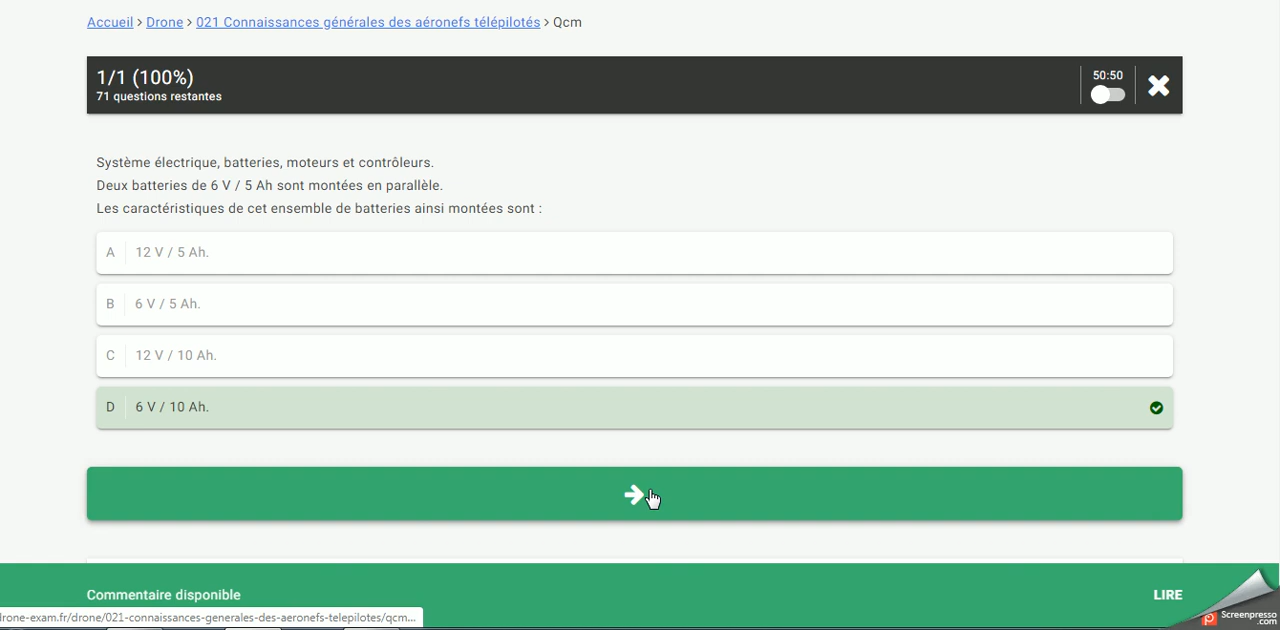 Accueil > Drone > 021 Connaissances générales des aéronefs télépilotés > Qcm
1/1 (100%)
71 questions restantes
50:50
Système électrique, batteries, moteurs et contrôleurs.
Deux batteries de 6 V / 5 Ah sont montées en parallèle.
Les caractéristiques de cet ensemble de batteries ainsi montées sont :
A 12 V / 5 Ah.
B 6 V / 5 Ah.
C 12 V / 10 Ah.
D 6 V / 10 Ah.
Commentaire disponible
LIRE
drone-exam.fr/drone/021-connaissances-generales-des-aeronefs-telepilotes/qcm...
Screenpresso
.com